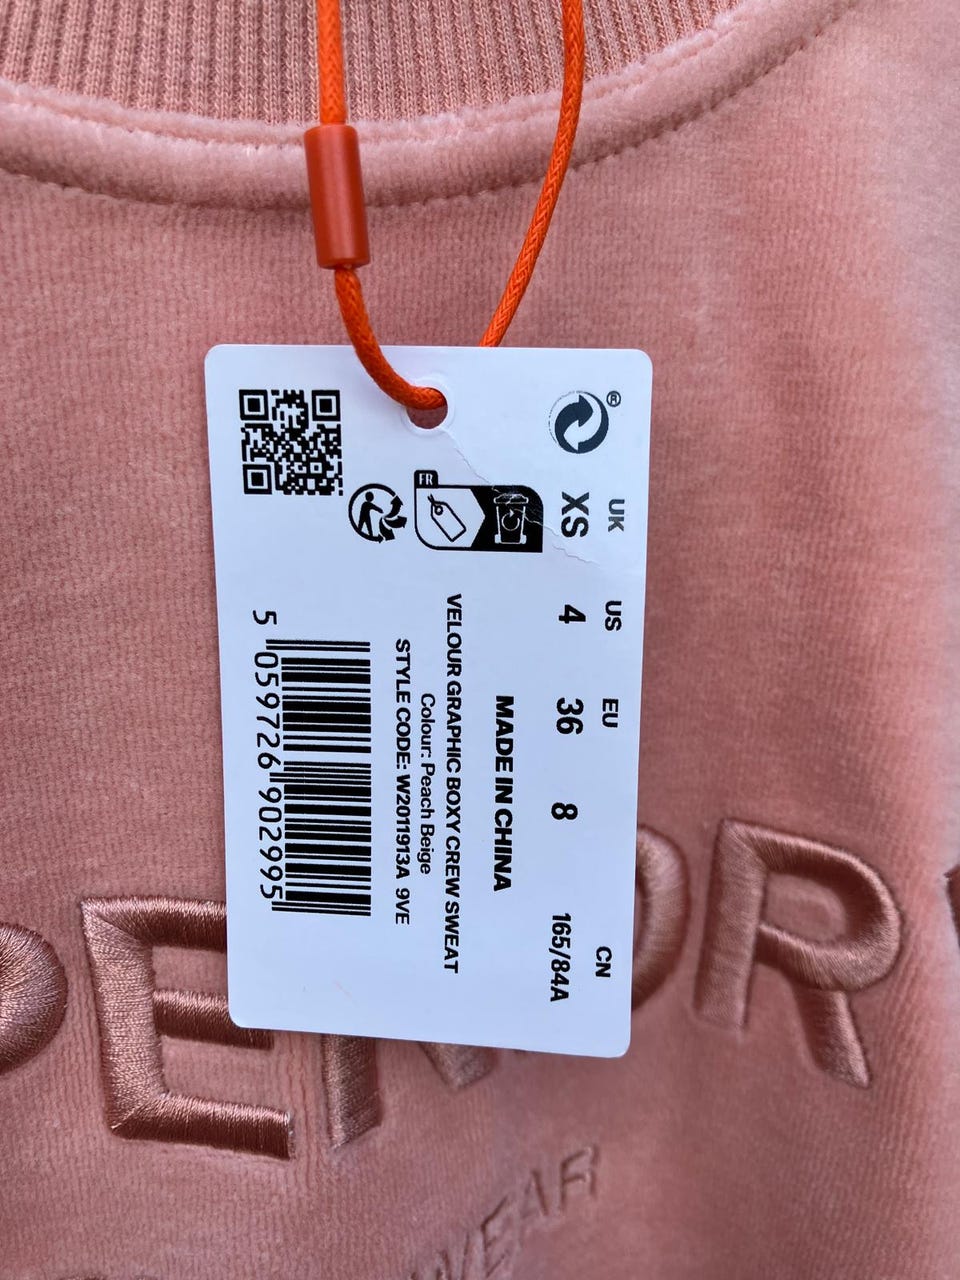 ®
UK US EU CN
XS 4 36 8 165/84A
FR
MADE IN CHINA
VELOUR GRAPHIC BOXY CREW SWEAT
Colour: Peach Beige
STYLE CODE: W2011913A 9VE
5 059726 902995
WEAR